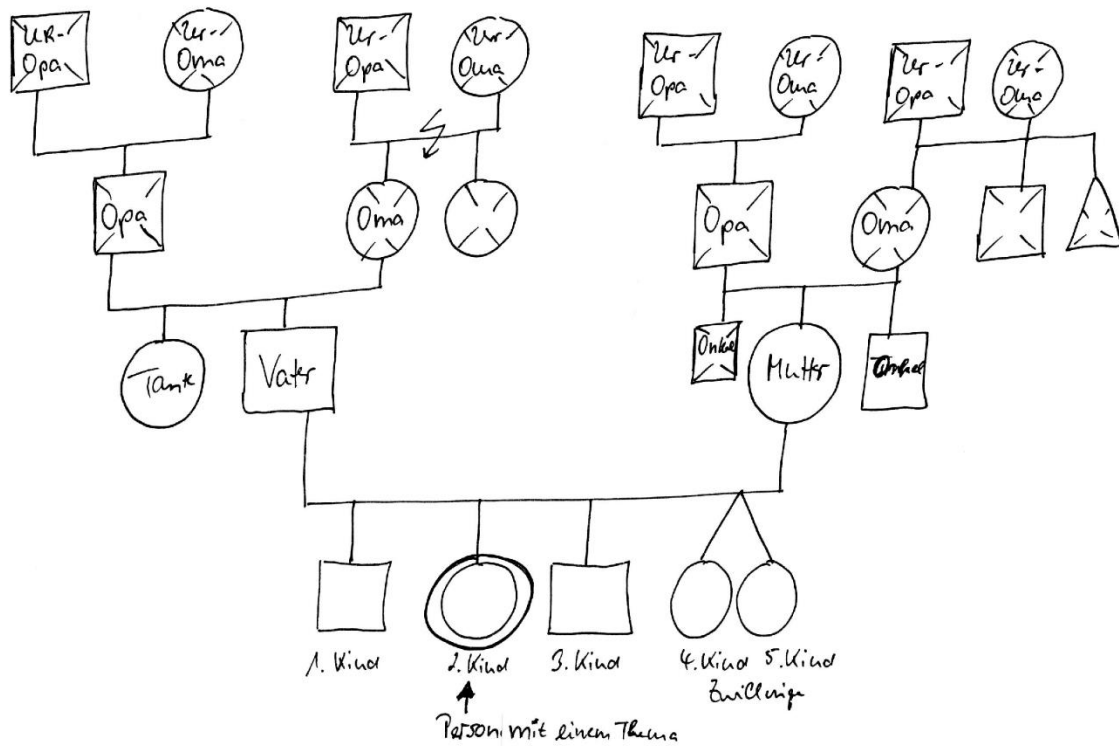 UR-
Opa
Ur-
Oma
Ur-
Opa
Ur-
Oma
Ur-
Opa
Ur-
Oma
Ur-
Opa
Ur-
Oma
Opa
Oma
Opa
Oma
Tante
Vater
Onkel
Mutter
Onkel
1. Kind
2. Kind
3. Kind
4. Kind
5. Kind
Zwillinge
Person mit einem Thema